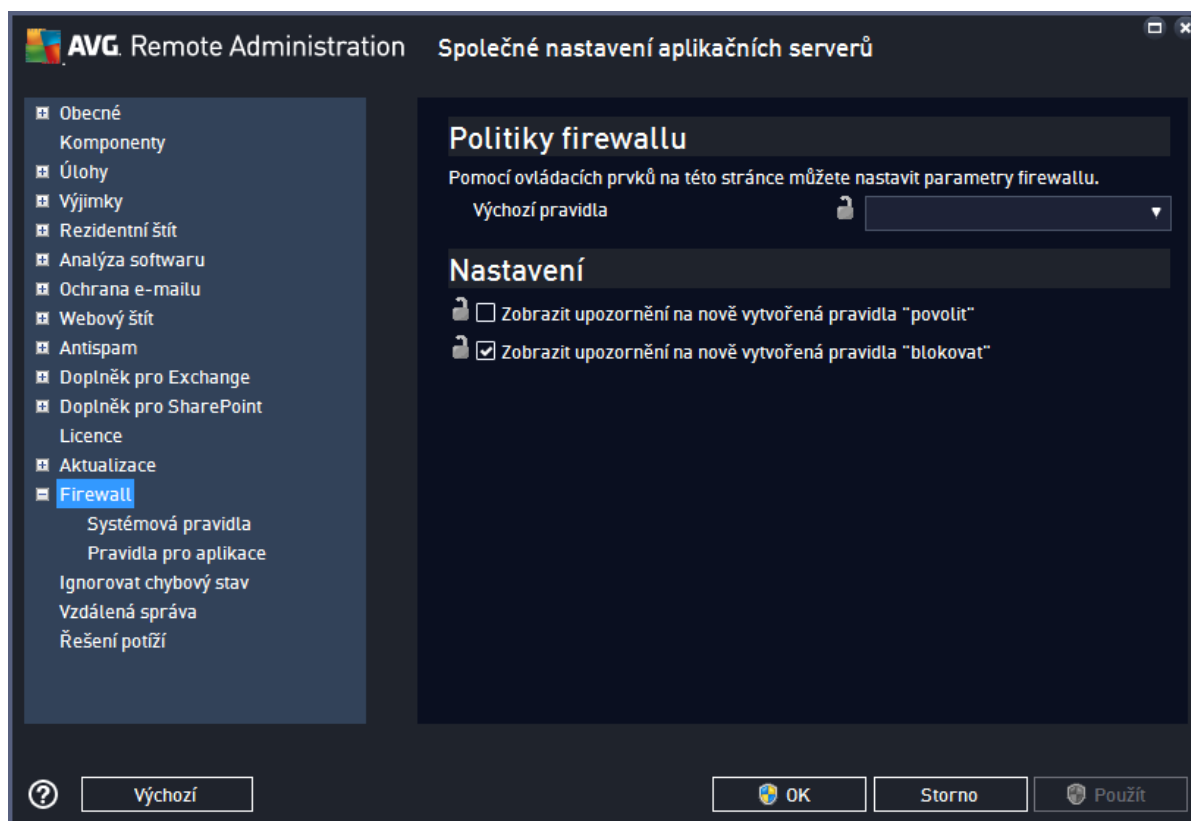 AVG. Remote Administration
Společné nastavení aplikačních serverů
Obecné
Komponenty
Úlohy
Výjimky
Rezidentní štít
Analýza softwaru
Ochrana e-mailu
Webový štít
Antispam
Doplněk pro Exchange
Doplněk pro SharePoint
Licence
Aktualizace
Firewall
Systémová pravidla
Pravidla pro aplikace
Ignorovat chybový stav
Vzdálená správa
Řešení potíží
Politiky firewallu
Pomocí ovládacích prvků na této stránce můžete nastavit parametry firewallu.
Výchozí pravidla
Nastavení
Zobrazit upozornění na nově vytvořená pravidla "povolit"
Zobrazit upozornění na nově vytvořená pravidla "blokovat"
? Výchozí OK Storno Použít